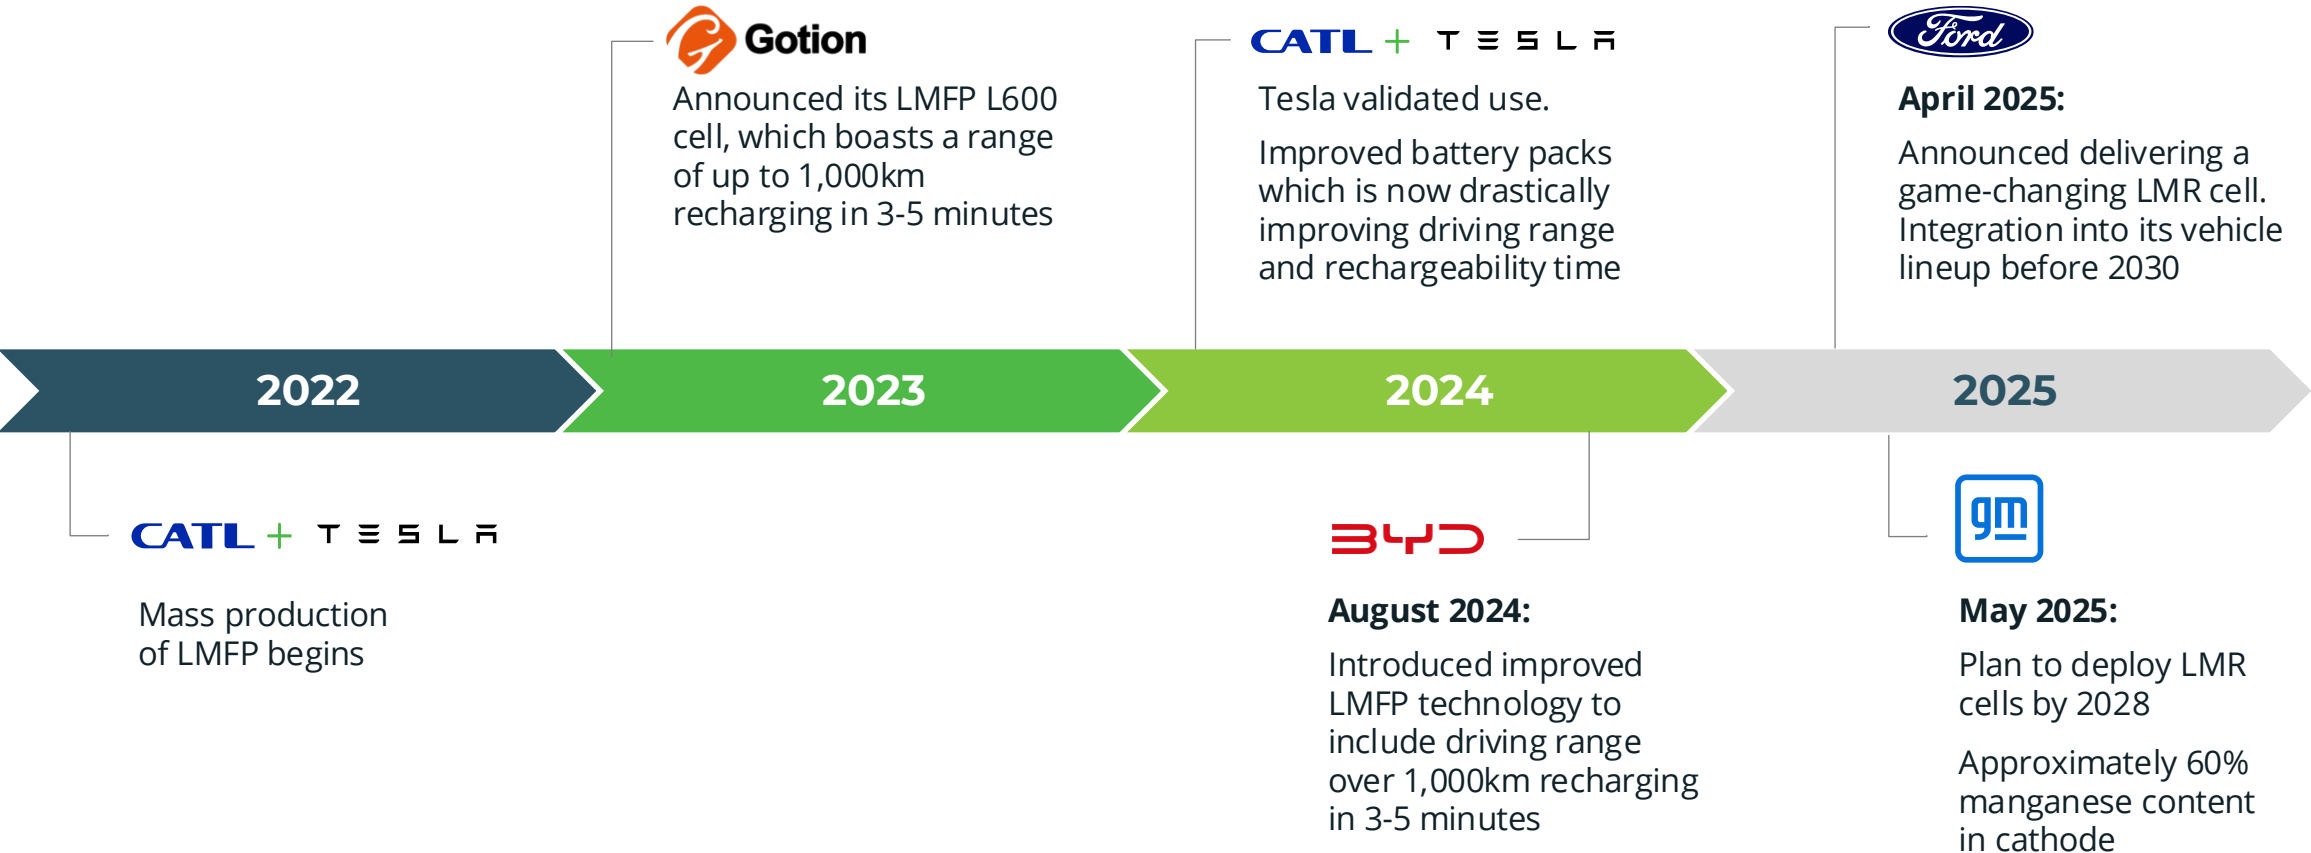 Gotion
Announced its LMFP L600
cell, which boasts a range
of up to 1,000km
recharging in 3-5 minutes
CATL + TESLA
Tesla validated use.
Improved battery packs
which is now drastically
improving driving range
and rechargeability time
Ford
April 2025:
Announced delivering a
game-changing LMR cell.
Integration into its vehicle
lineup before 2030
2022
2023
2024
2025
CATL + TESLA
Mass production
of LMFP begins
BYD
August 2024:
Introduced improved
LMFP technology to
include driving range
over 1,000km recharging
in 3-5 minutes
gm
May 2025:
Plan to deploy LMR
cells by 2028
Approximately 60%
manganese content
in cathode